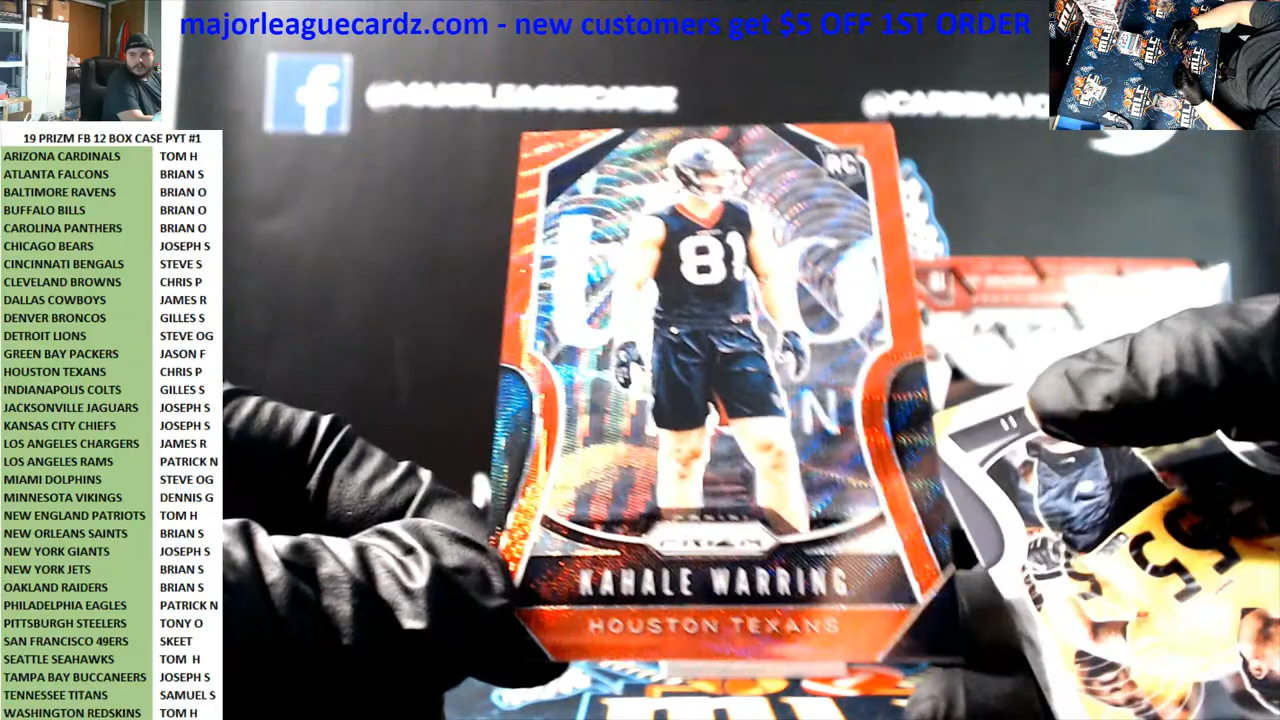 majorleaguecardz.com - new customers get $5 OFF 1ST ORDER
@MAJORLEAGUECARDZ
19 PRIZM FB 12 BOX CASE PYT #1
ARIZONA CARDINALS TOM H
ATLANTA FALCONS BRIAN S
BALTIMORE RAVENS BRIAN O
BUFFALO BILLS BRIAN O
CAROLINA PANTHERS BRIAN O
CHICAGO BEARS JOSEPH S
CINCINNATI BENGALS STEVE S
CLEVELAND BROWNS CHRIS P
DALLAS COWBOYS JAMES R
DENVER BRONCOS GILLES S
DETROIT LIONS STEVE OG
GREEN BAY PACKERS JASON F
HOUSTON TEXANS CHRIS P
INDIANAPOLIS COLTS GILLES S
JACKSONVILLE JAGUARS JOSEPH S
KANSAS CITY CHIEFS JOSEPH S
LOS ANGELES CHARGERS JAMES R
LOS ANGELES RAMS PATRICK N
MIAMI DOLPHINS STEVE OG
MINNESOTA VIKINGS DENNIS G
NEW ENGLAND PATRIOTS TOM H
NEW ORLEANS SAINTS BRIAN S
NEW YORK GIANTS JOSEPH S
NEW YORK JETS BRIAN S
OAKLAND RAIDERS BRIAN S
PHILADELPHIA EAGLES PATRICK N
PITTSBURGH STEELERS TONY O
SAN FRANCISCO 49ERS SKEET
SEATTLE SEAHAWKS TOM H
TAMPA BAY BUCCANEERS JOSEPH S
TENNESSEE TITANS SAMUEL S
WASHINGTON REDSKINS TOM H
RC
81
PANINI
PRIZM
KAHALE WARRING
HOUSTON TEXANS